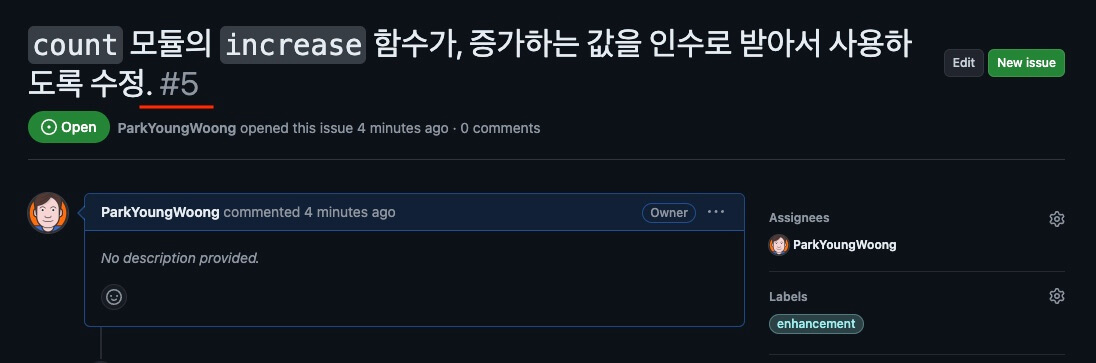 count 모듈의 increase 함수가, 증가하는 값을 인수로 받아서 사용하
도록 수정. #5
Edit
New issue
Open
ParkYoungWoong opened this issue 4 minutes ago · 0 comments
ParkYoungWoong commented 4 minutes ago
Owner
No description provided.
Assignees
ParkYoungWoong
Labels
enhancement